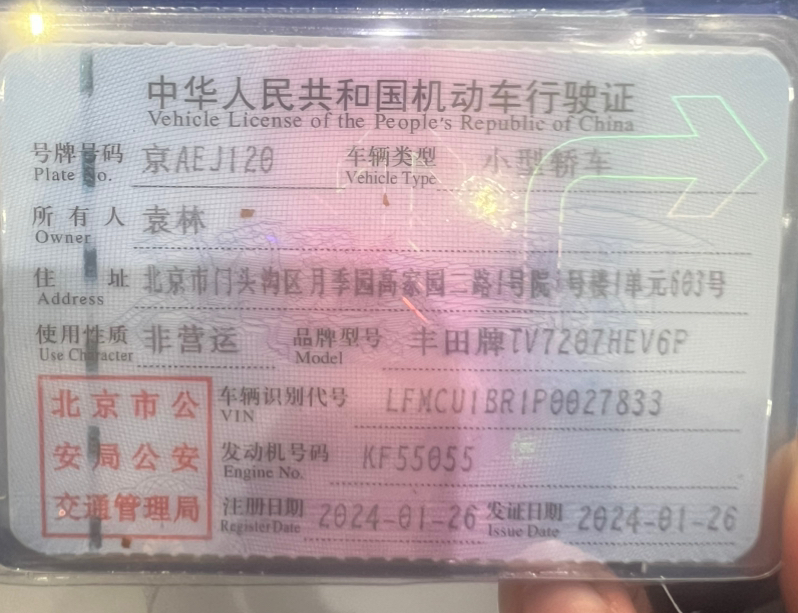 中华人民共和国机动车行驶证
Vehicle License of the People's Republic of China
号牌号码 京AEJ120 车辆类型 小型轿车
Plate No. Vehicle Type
所有人 袁林
Owner
住址 北京市门头沟区月季园高家园二路1号院 号楼1单元603号
Address
使用性质 非营运 品牌型号 丰田牌TV7207HEV6P
Use Character Model
北京市公 车辆识别代号 LFMCU1BR1P0027833
VIN
安局公安 发动机号码 KF55055
Engine No.
交通管理局 注册日期 2024-01-26 发证日期 2024-01-26
Register Date Issue Date